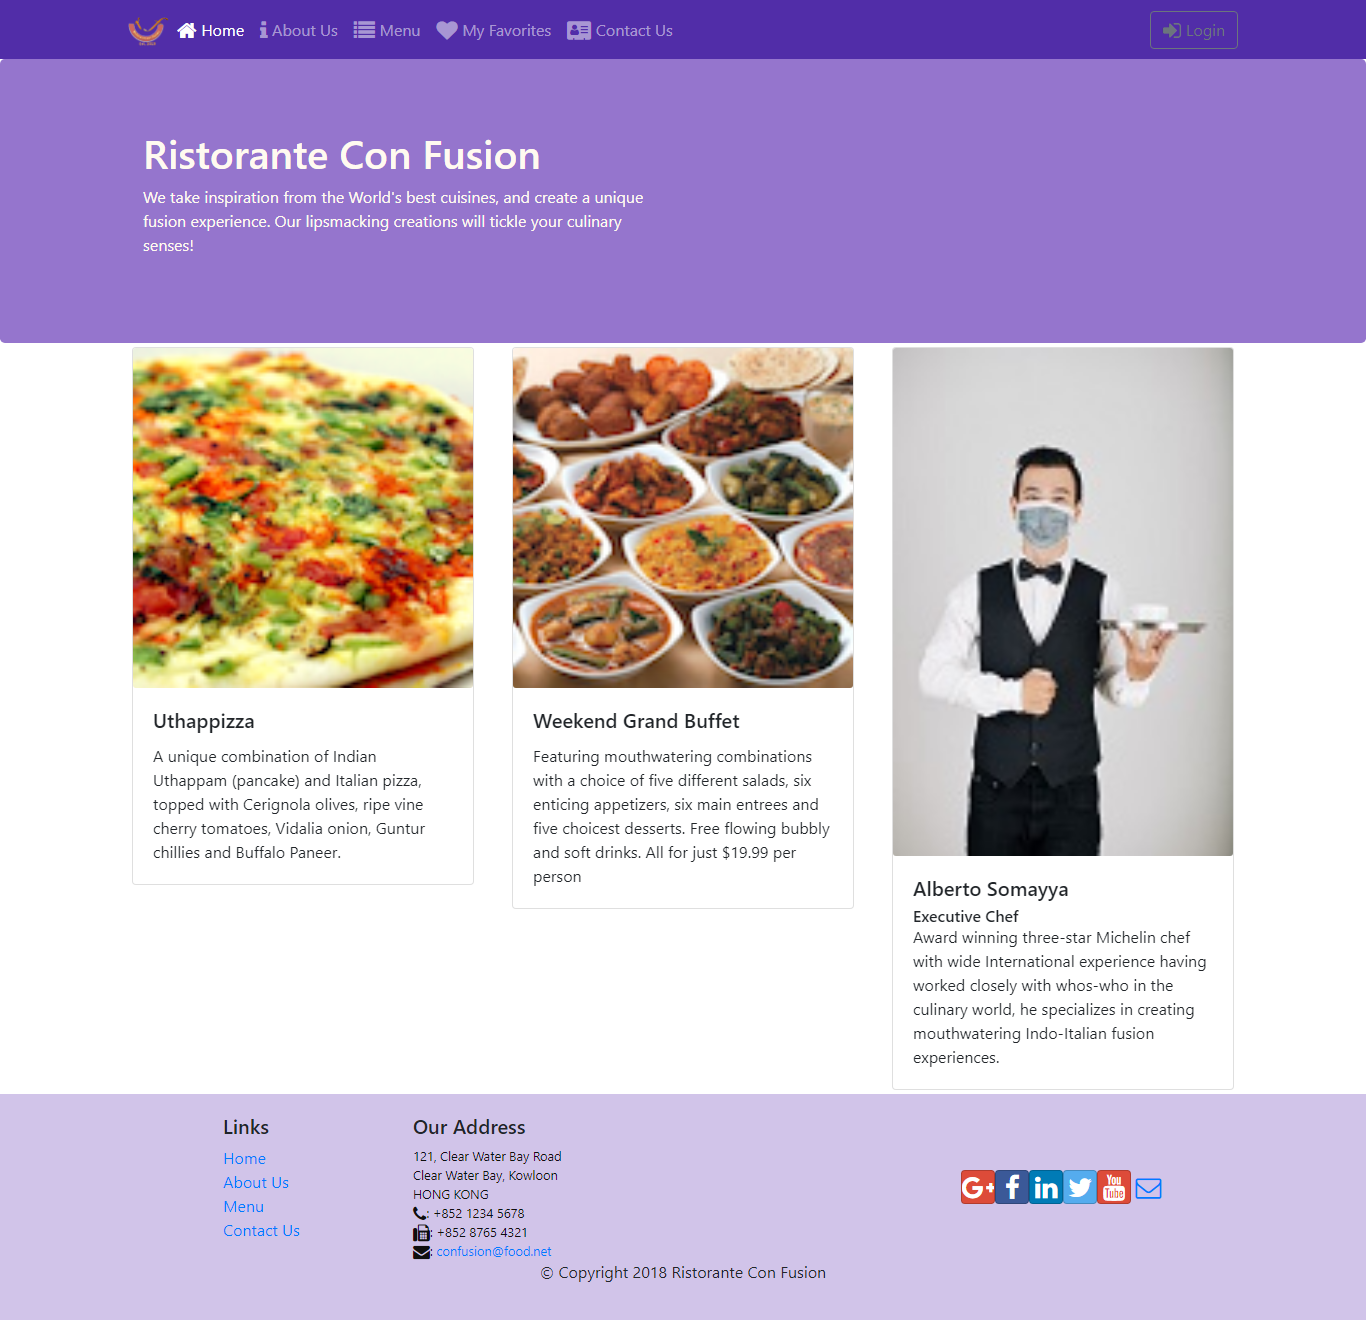 Home About Us Menu My Favorites Contact Us Login
Ristorante Con Fusion
We take inspiration from the World's best cuisines, and create a unique
fusion experience. Our lipsmacking creations will tickle your culinary
senses!
Uthappizza
A unique combination of Indian
Uthappam (pancake) and Italian pizza,
topped with Cerignola olives, ripe vine
cherry tomatoes, Vidalia onion, Guntur
chillies and Buffalo Paneer.
Weekend Grand Buffet
Featuring mouthwatering combinations
with a choice of five different salads, six
enticing appetizers, six main entrees and
five choicest desserts. Free flowing bubbly
and soft drinks. All for just $19.99 per
person
Alberto Somayya
Executive Chef
Award winning three-star Michelin chef
with wide International experience having
worked closely with whos-who in the
culinary world, he specializes in creating
mouthwatering Indo-Italian fusion
experiences.
Links
Home
About Us
Menu
Contact Us
Our Address
121, Clear Water Bay Road
Clear Water Bay, Kowloon
HONG KONG
: +852 1234 5678
: +852 8765 4321
: confusion@food.net
G+ f in You Tube
© Copyright 2018 Ristorante Con Fusion